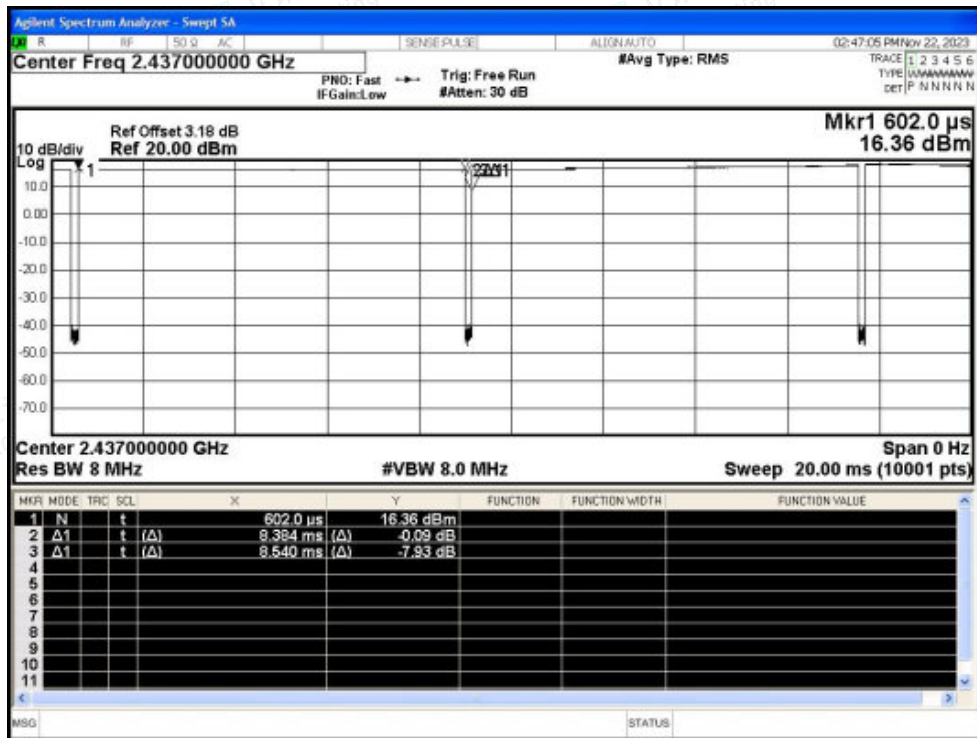 Agilent Spectrum Analyzer - Swept SA
R RF 50 Ω AC SENSE:PULSE ALIGN AUTO 02:47:05 PM Nov 22, 2023
Center Freq 2.437000000 GHz #Avg Type: RMS TRACE 1 2 3 4 5 6
PNO: Fast Trig: Free Run TYPE
IFGain:Low #Atten: 30 dB DET P N N N N N
Mkr1 602.0 µs
Ref Offset 3.18 dB
10 dB/div Ref 20.00 dBm 16.36 dBm
Log
1
10.0
0.00
-10.0
-20.0
-30.0
-40.0
-50.0
-60.0
-70.0
Center 2.437000000 GHz Span 0 Hz
Res BW 8 MHz #VBW 8.0 MHz Sweep 20.00 ms (10001 pts)
MKR MODE TRC SCL X Y FUNCTION FUNCTION WIDTH FUNCTION VALUE
1 N t 602.0 µs 16.36 dBm
2 Δ1 t (Δ) 8.384 ms (Δ) -0.09 dB
3 Δ1 t (Δ) 8.540 ms (Δ) -7.93 dB
4
5
6
7
8
9
10
11
MSG STATUS